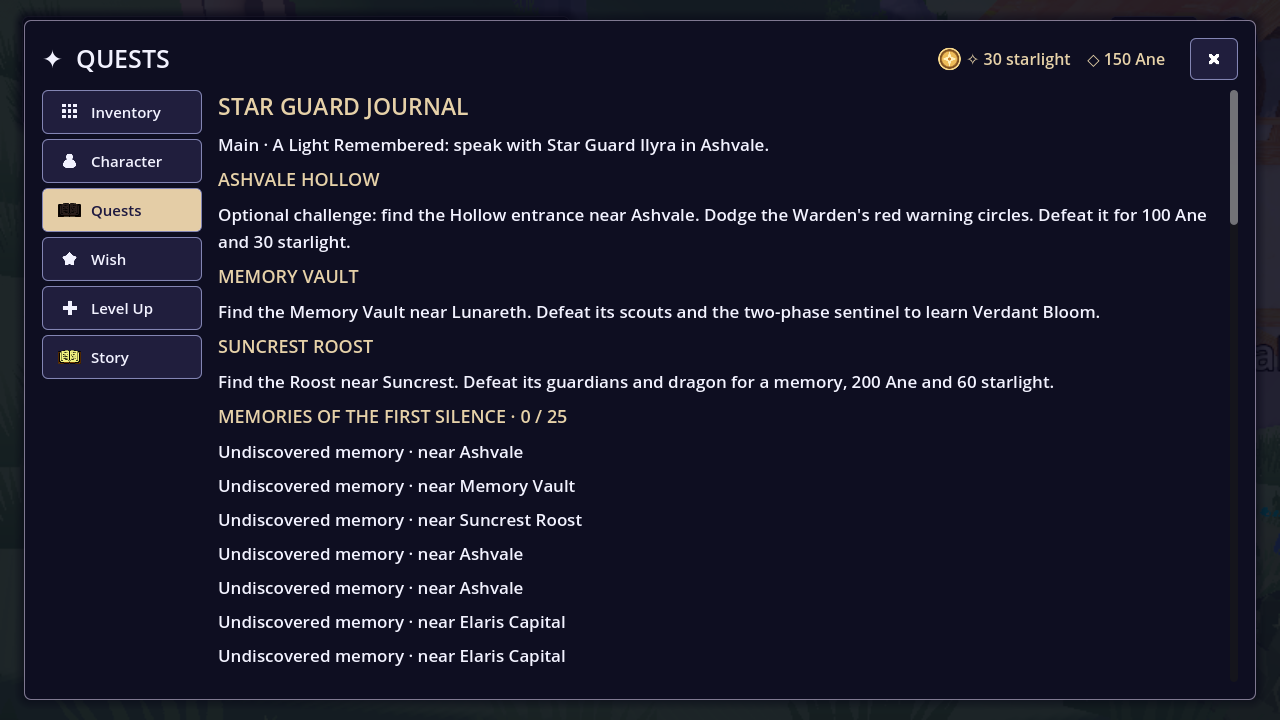 ✦ QUESTS
✧ 30 starlight ◇ 150 Ane
Inventory
Character
Quests
Wish
Level Up
Story
STAR GUARD JOURNAL
Main · A Light Remembered: speak with Star Guard Ilyra in Ashvale.
ASHVALE HOLLOW
Optional challenge: find the Hollow entrance near Ashvale. Dodge the Warden's red warning circles. Defeat it for 100 Ane
and 30 starlight.
MEMORY VAULT
Find the Memory Vault near Lunareth. Defeat its scouts and the two-phase sentinel to learn Verdant Bloom.
SUNCREST ROOST
Find the Roost near Suncrest. Defeat its guardians and dragon for a memory, 200 Ane and 60 starlight.
MEMORIES OF THE FIRST SILENCE · 0 / 25
Undiscovered memory · near Ashvale
Undiscovered memory · near Memory Vault
Undiscovered memory · near Suncrest Roost
Undiscovered memory · near Ashvale
Undiscovered memory · near Ashvale
Undiscovered memory · near Elaris Capital
Undiscovered memory · near Elaris Capital